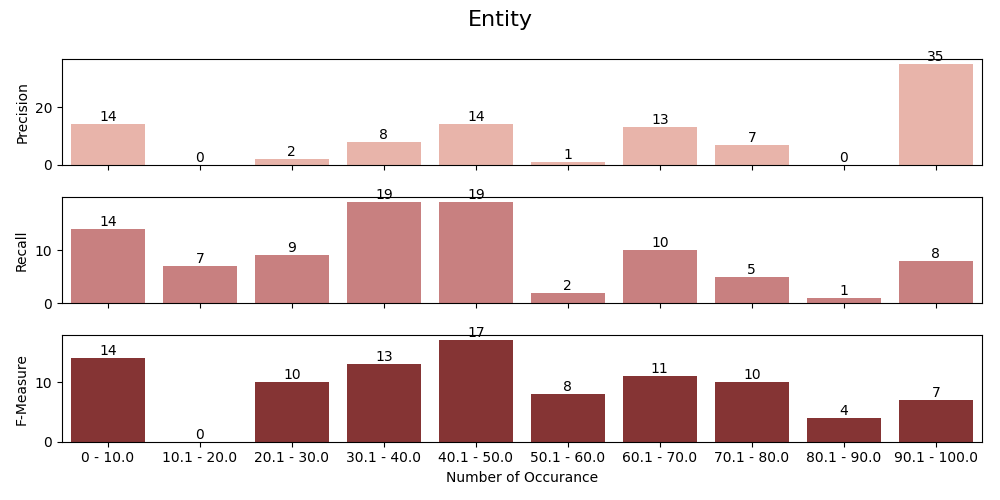 Entity
Precision
20
0
14 0 2 8 14 1 13 7 0 35
Recall
10
0
14 7 9 19 19 2 10 5 1 8
F-Measure
10
0
14 0 10 13 17 8 11 10 4 7
0 - 10.0 10.1 - 20.0 20.1 - 30.0 30.1 - 40.0 40.1 - 50.0 50.1 - 60.0 60.1 - 70.0 70.1 - 80.0 80.1 - 90.0 90.1 - 100.0
Number of Occurance